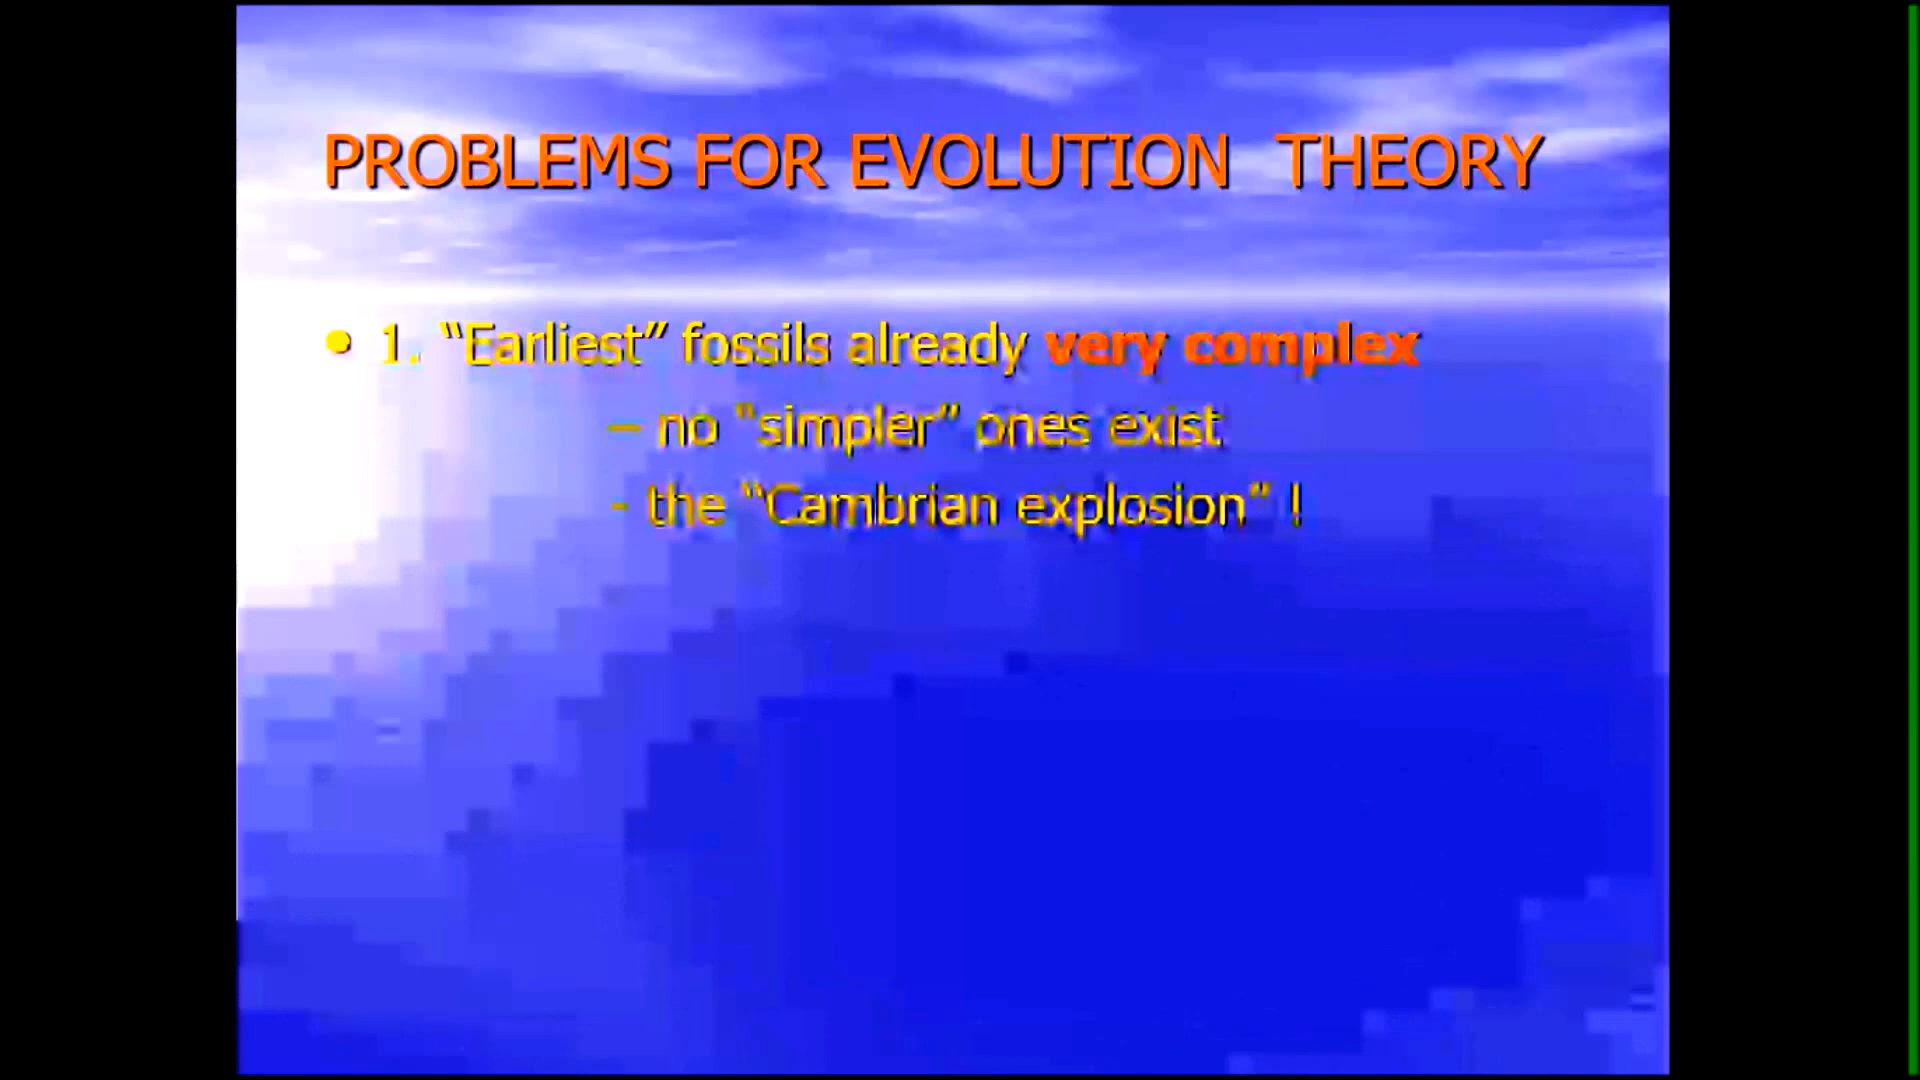 PROBLEMS FOR EVOLUTION THEORY
• 1. “Earliest” fossils already very complex
– no “simpler” ones exist
- the “Cambrian explosion” !